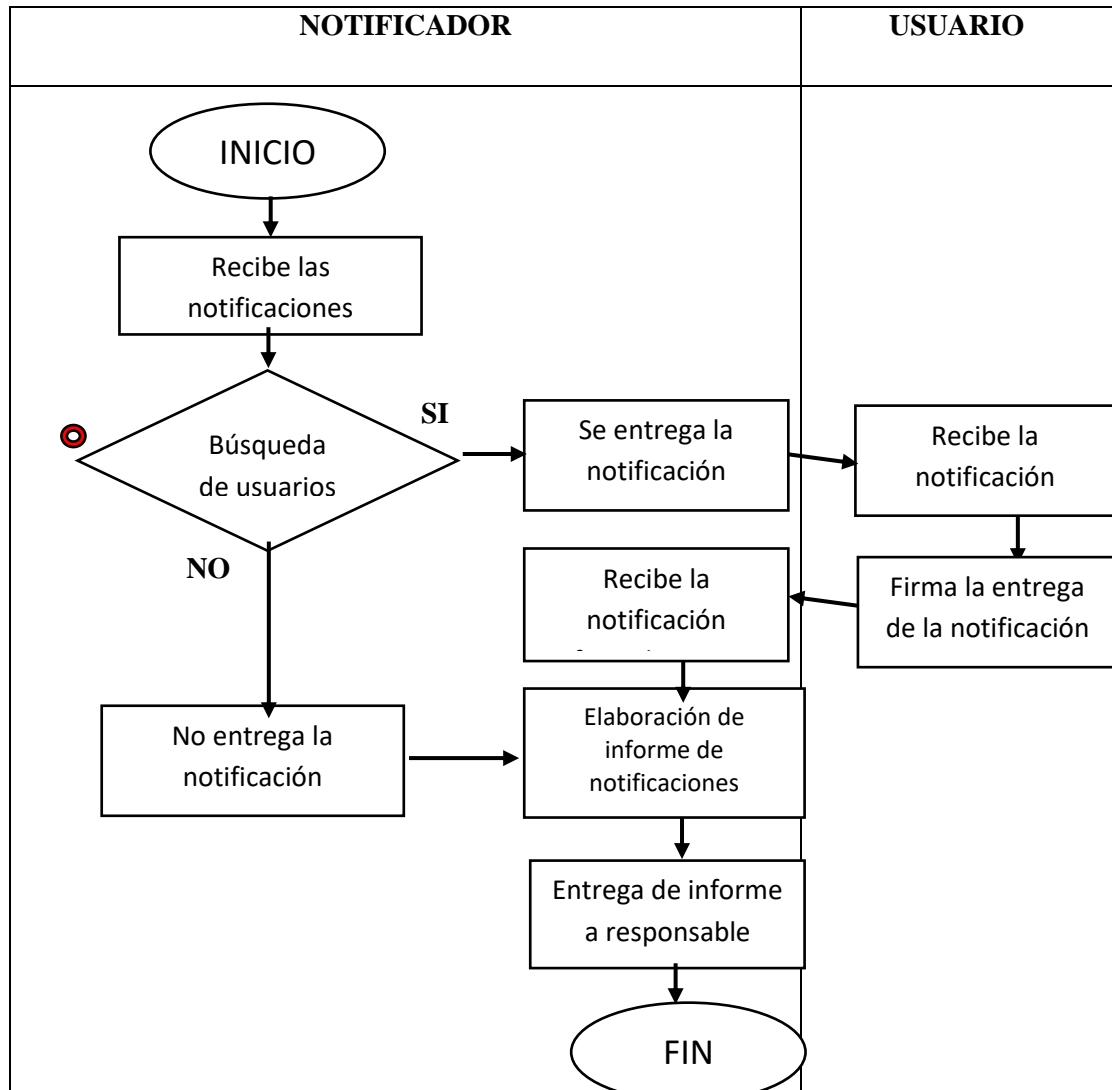 NOTIFICADOR
USUARIO
INICIO
Recibe las
notificaciones
Búsqueda
de usuarios
SI
NO
Se entrega la
notificación
Recibe la
notificación
Firma la entrega
de la notificación
Recibe la
notificación
No entrega la
notificación
Elaboración de
informe de
notificaciones
Entrega de informe
a responsable
FIN